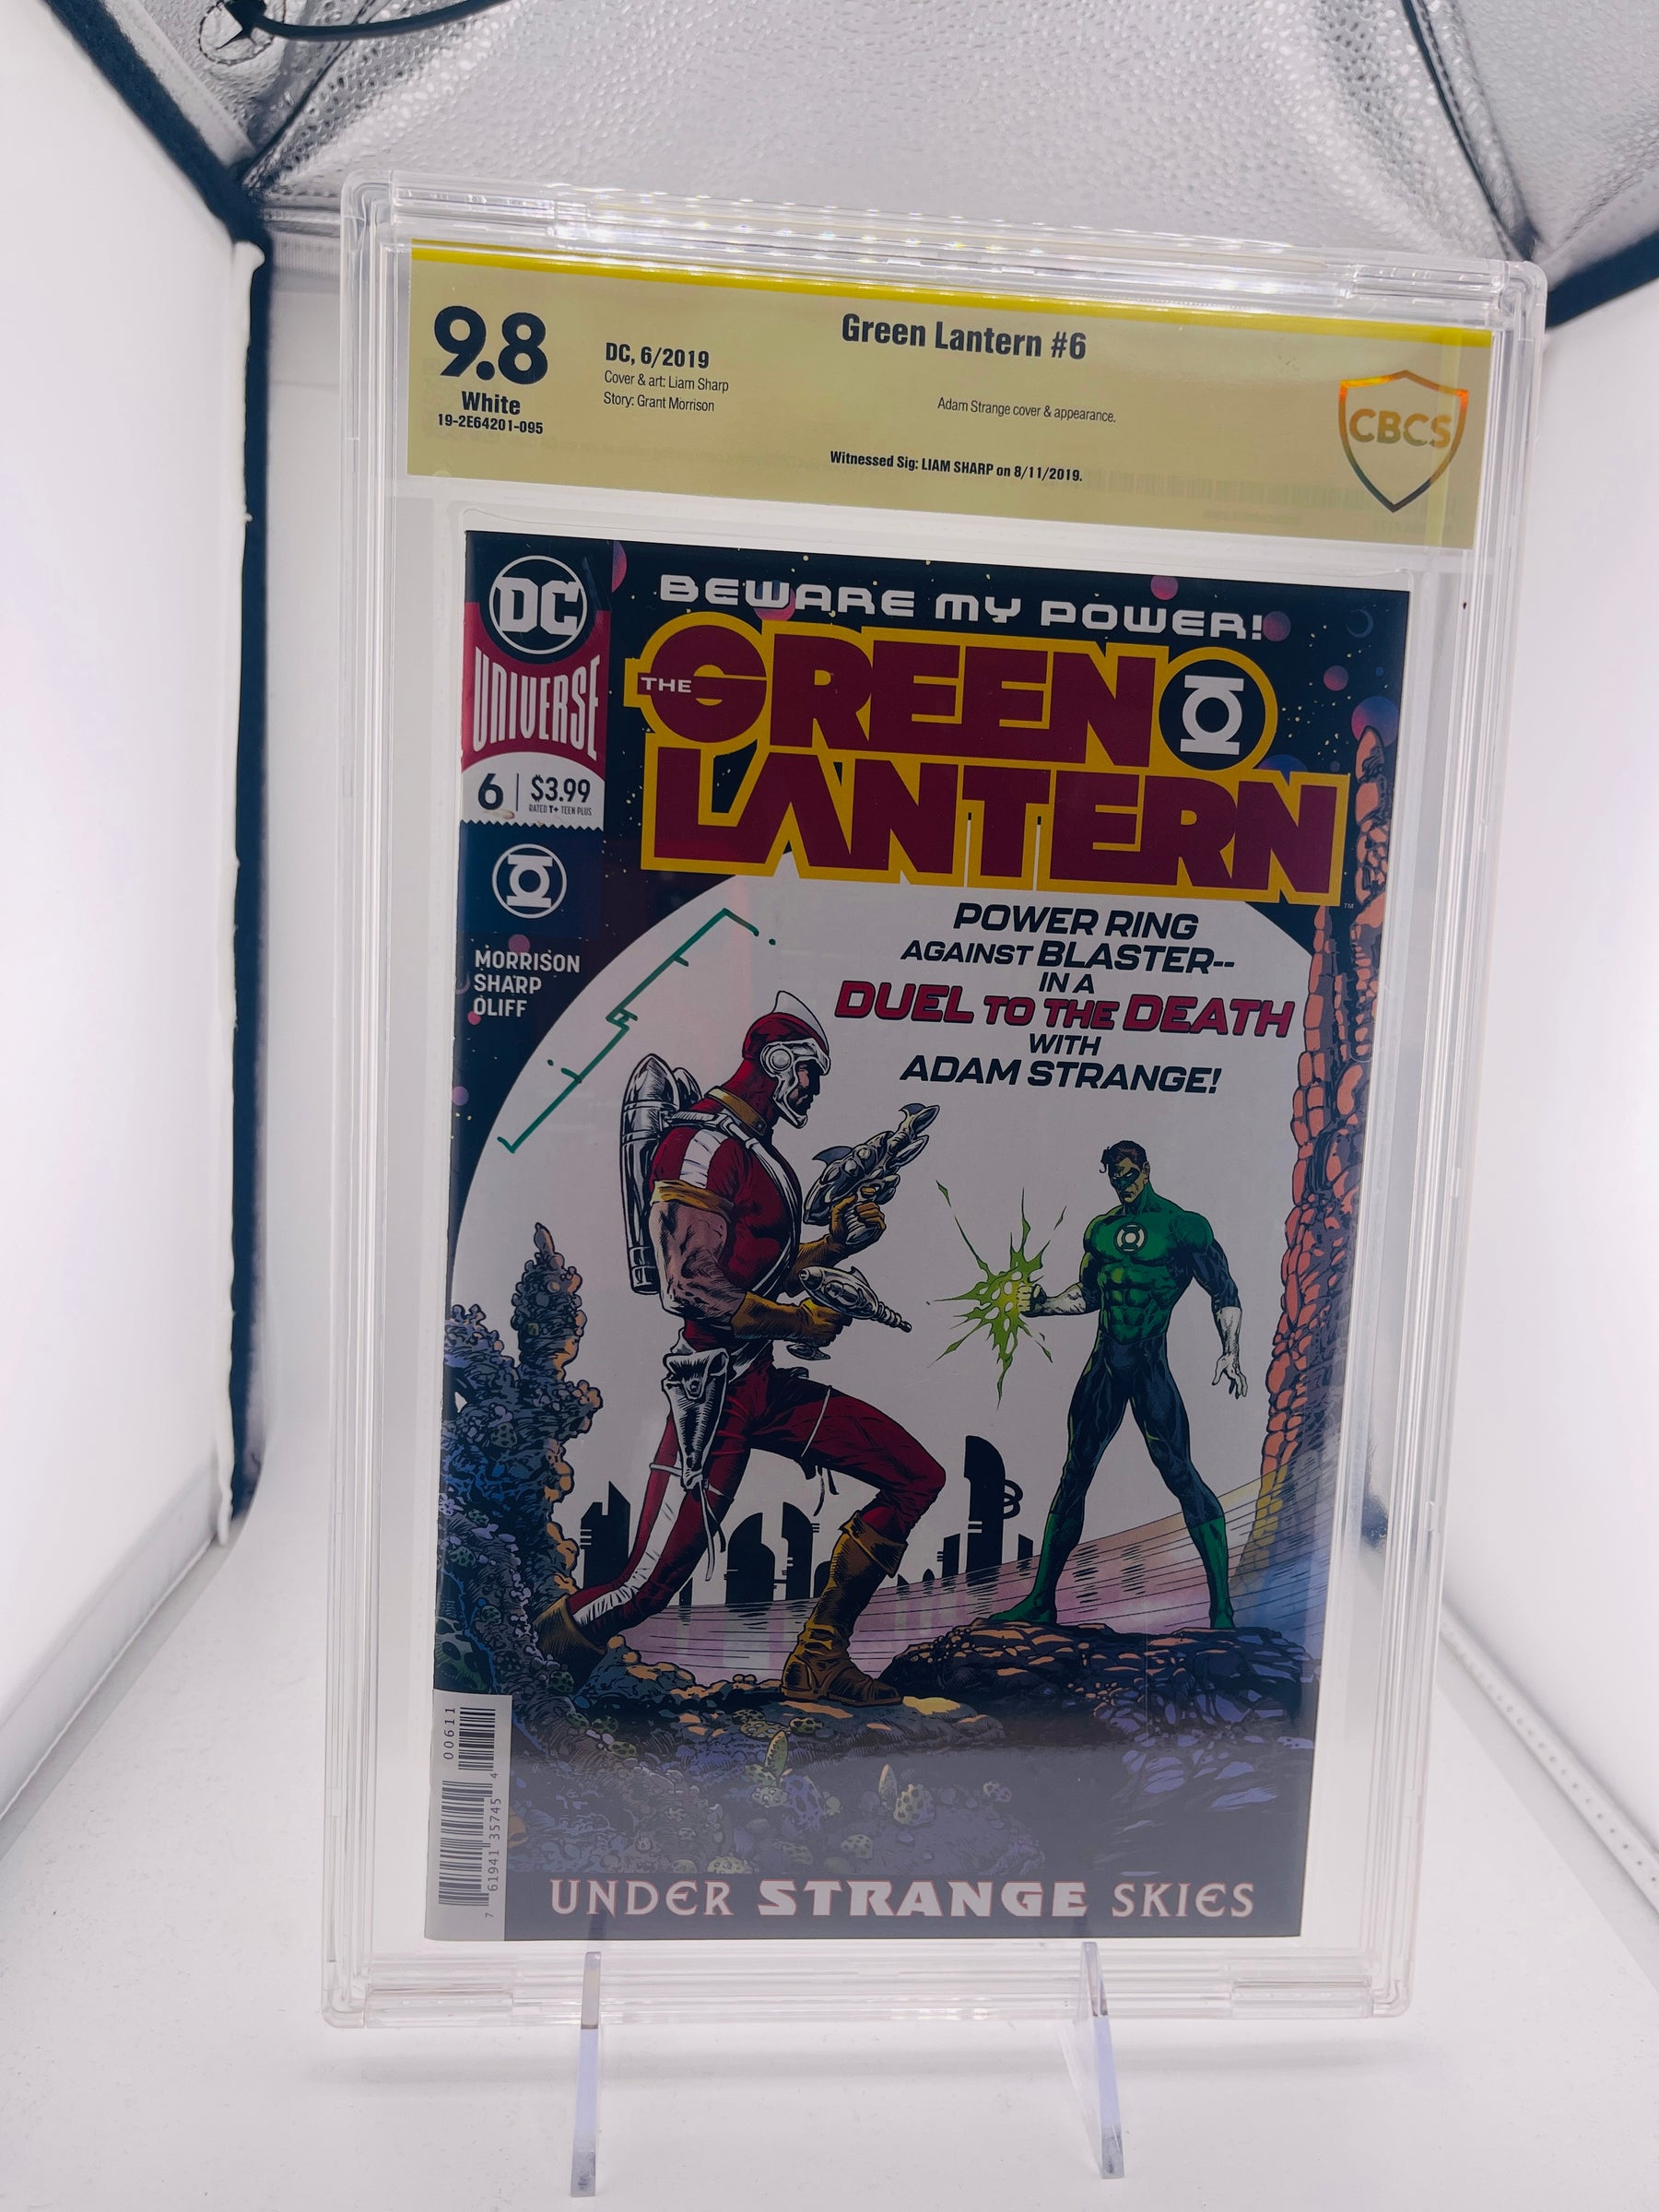 9.8
White
19-2E64201-095
DC, 6/2019
Cover & art: Liam Sharp
Story: Grant Morrison
Green Lantern #6
Adam Strange cover & appearance.
Witnessed Sig: LIAM SHARP on 8/11/2019.
CBCS
DC
UNIVERSE
6 | $3.99
RATED T+ TEEN PLUS
BEWARE MY POWER!
THE GREEN
LANTERN
TM
MORRISON
SHARP
OLIFF
POWER RING
AGAINST BLASTER--
IN A
DUEL TO THE DEATH
WITH
ADAM STRANGE!
00611
7 61941 35745 4
UNDER STRANGE SKIES